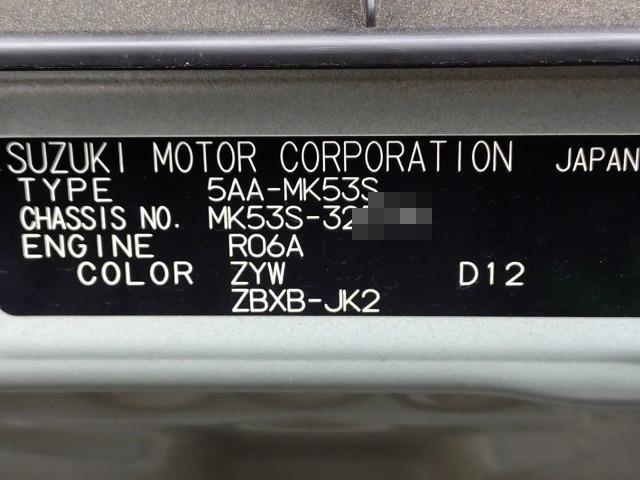 SUZUKI MOTOR CORPORATION JAPAN
TYPE 5AA-MK53S
CHASSIS NO. MK53S-32
ENGINE R06A
COLOR ZYW D12
ZBXB-JK2